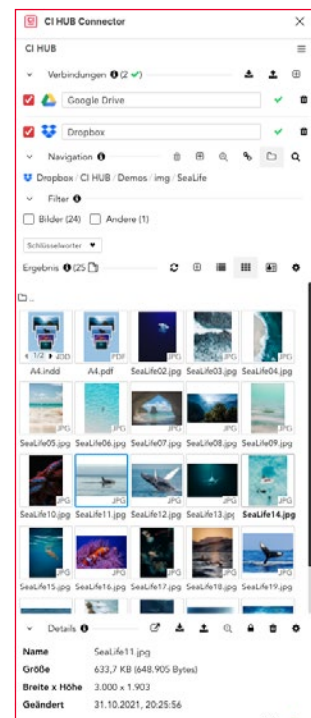 CI HUB Connector
CI HUB
Verbindungen (2 ✓)
Google Drive
Dropbox
Navigation
Dropbox / CI HUB / Demos / img / SeaLife
Filter
Bilder (24) Andere (1)
Schlüsselworter
Ergebnis (25
..
1/2 INDD PDF JPG JPG JPG
A4.indd A4.pdf SeaLife02.jpg SeaLife03.jpg SeaLife04.jpg
JPG JPG JPG JPG JPG
SeaLife05.jpg SeaLife06.jpg SeaLife07.jpg SeaLife08.jpg SeaLife09.jpg
JPG JPG JPG JPG JPG
SeaLife10.jpg SeaLife11.jpg SeaLife12.jpg SeaLife13.jpg SeaLife14.jpg
JPG JPG JPG JPG JPG
SeaLife15.jpg SeaLife16.jpg SeaLife17.jpg SeaLife18.jpg SeaLife19.jpg
Details
Name SeaLife11.jpg
Größe 633,7 KB (648.905 Bytes)
Breite x Höhe 3.000 x 1.903
Geändert 31.10.2021, 20:25:56